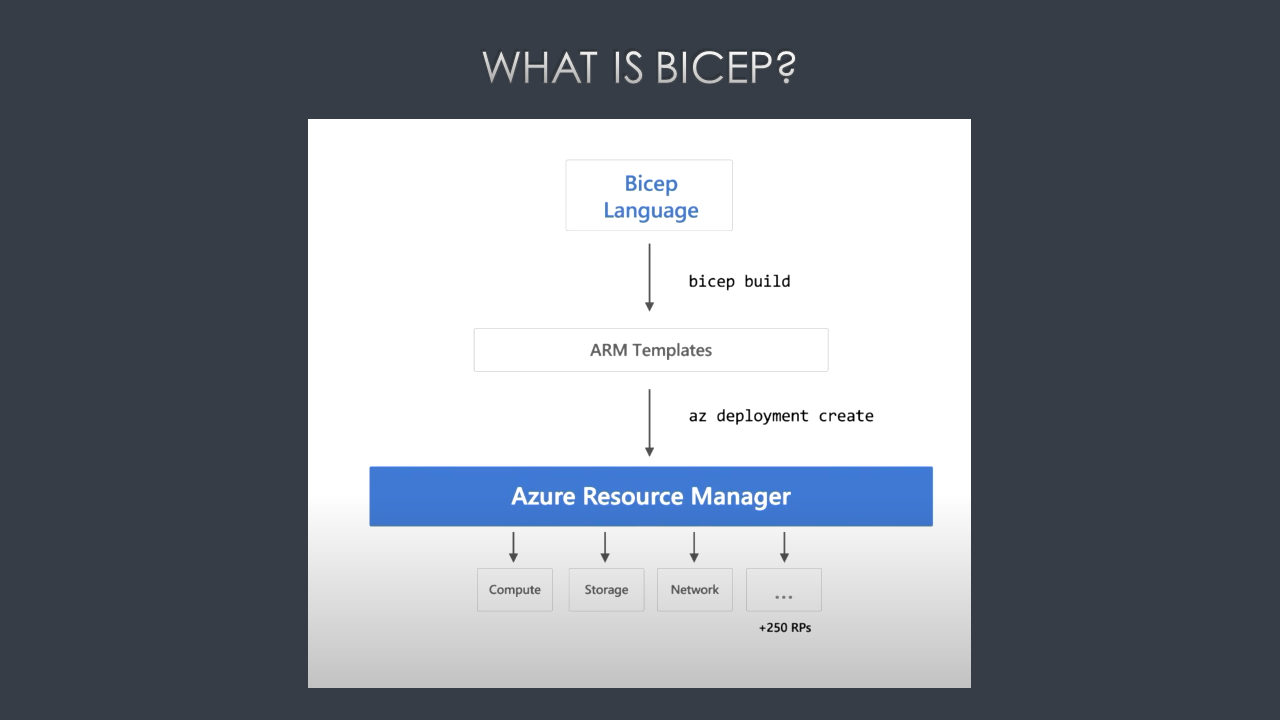 WHAT IS BICEP?
Bicep
Language
bicep build
ARM Templates
az deployment create
Azure Resource Manager
Compute
Storage
Network
...
+250 RPs